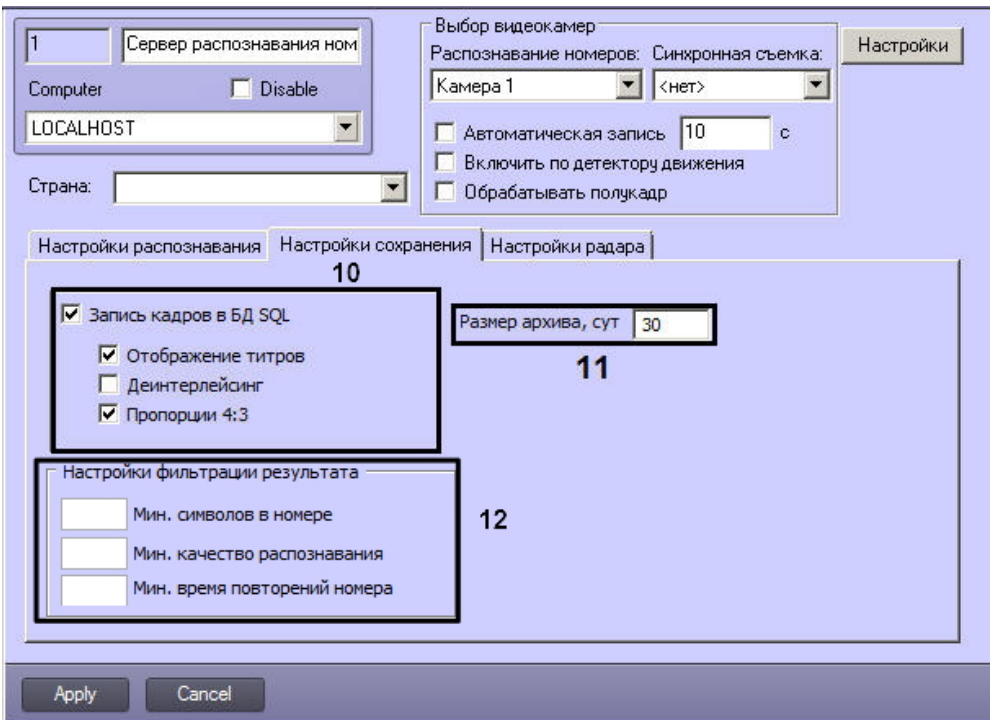 1 Сервер распознавания ном
Computer Disable
LOCALHOST
Страна:
Выбор видеокамер
Распознавание номеров: Синхронная съемка:
Камера 1 <нет>
Автоматическая запись 10 с
Включить по детектору движения
Обрабатывать полукадр
Настройки
Настройки распознавания Настройки сохранения Настройки радара
10
Запись кадров в БД SQL
Отображение титров
Деинтерлейсинг
Пропорции 4:3
Размер архива, сут 30
11
Настройки фильтрации результата
Мин. символов в номере
Мин. качество распознавания
Мин. время повторений номера
12
Apply Cancel